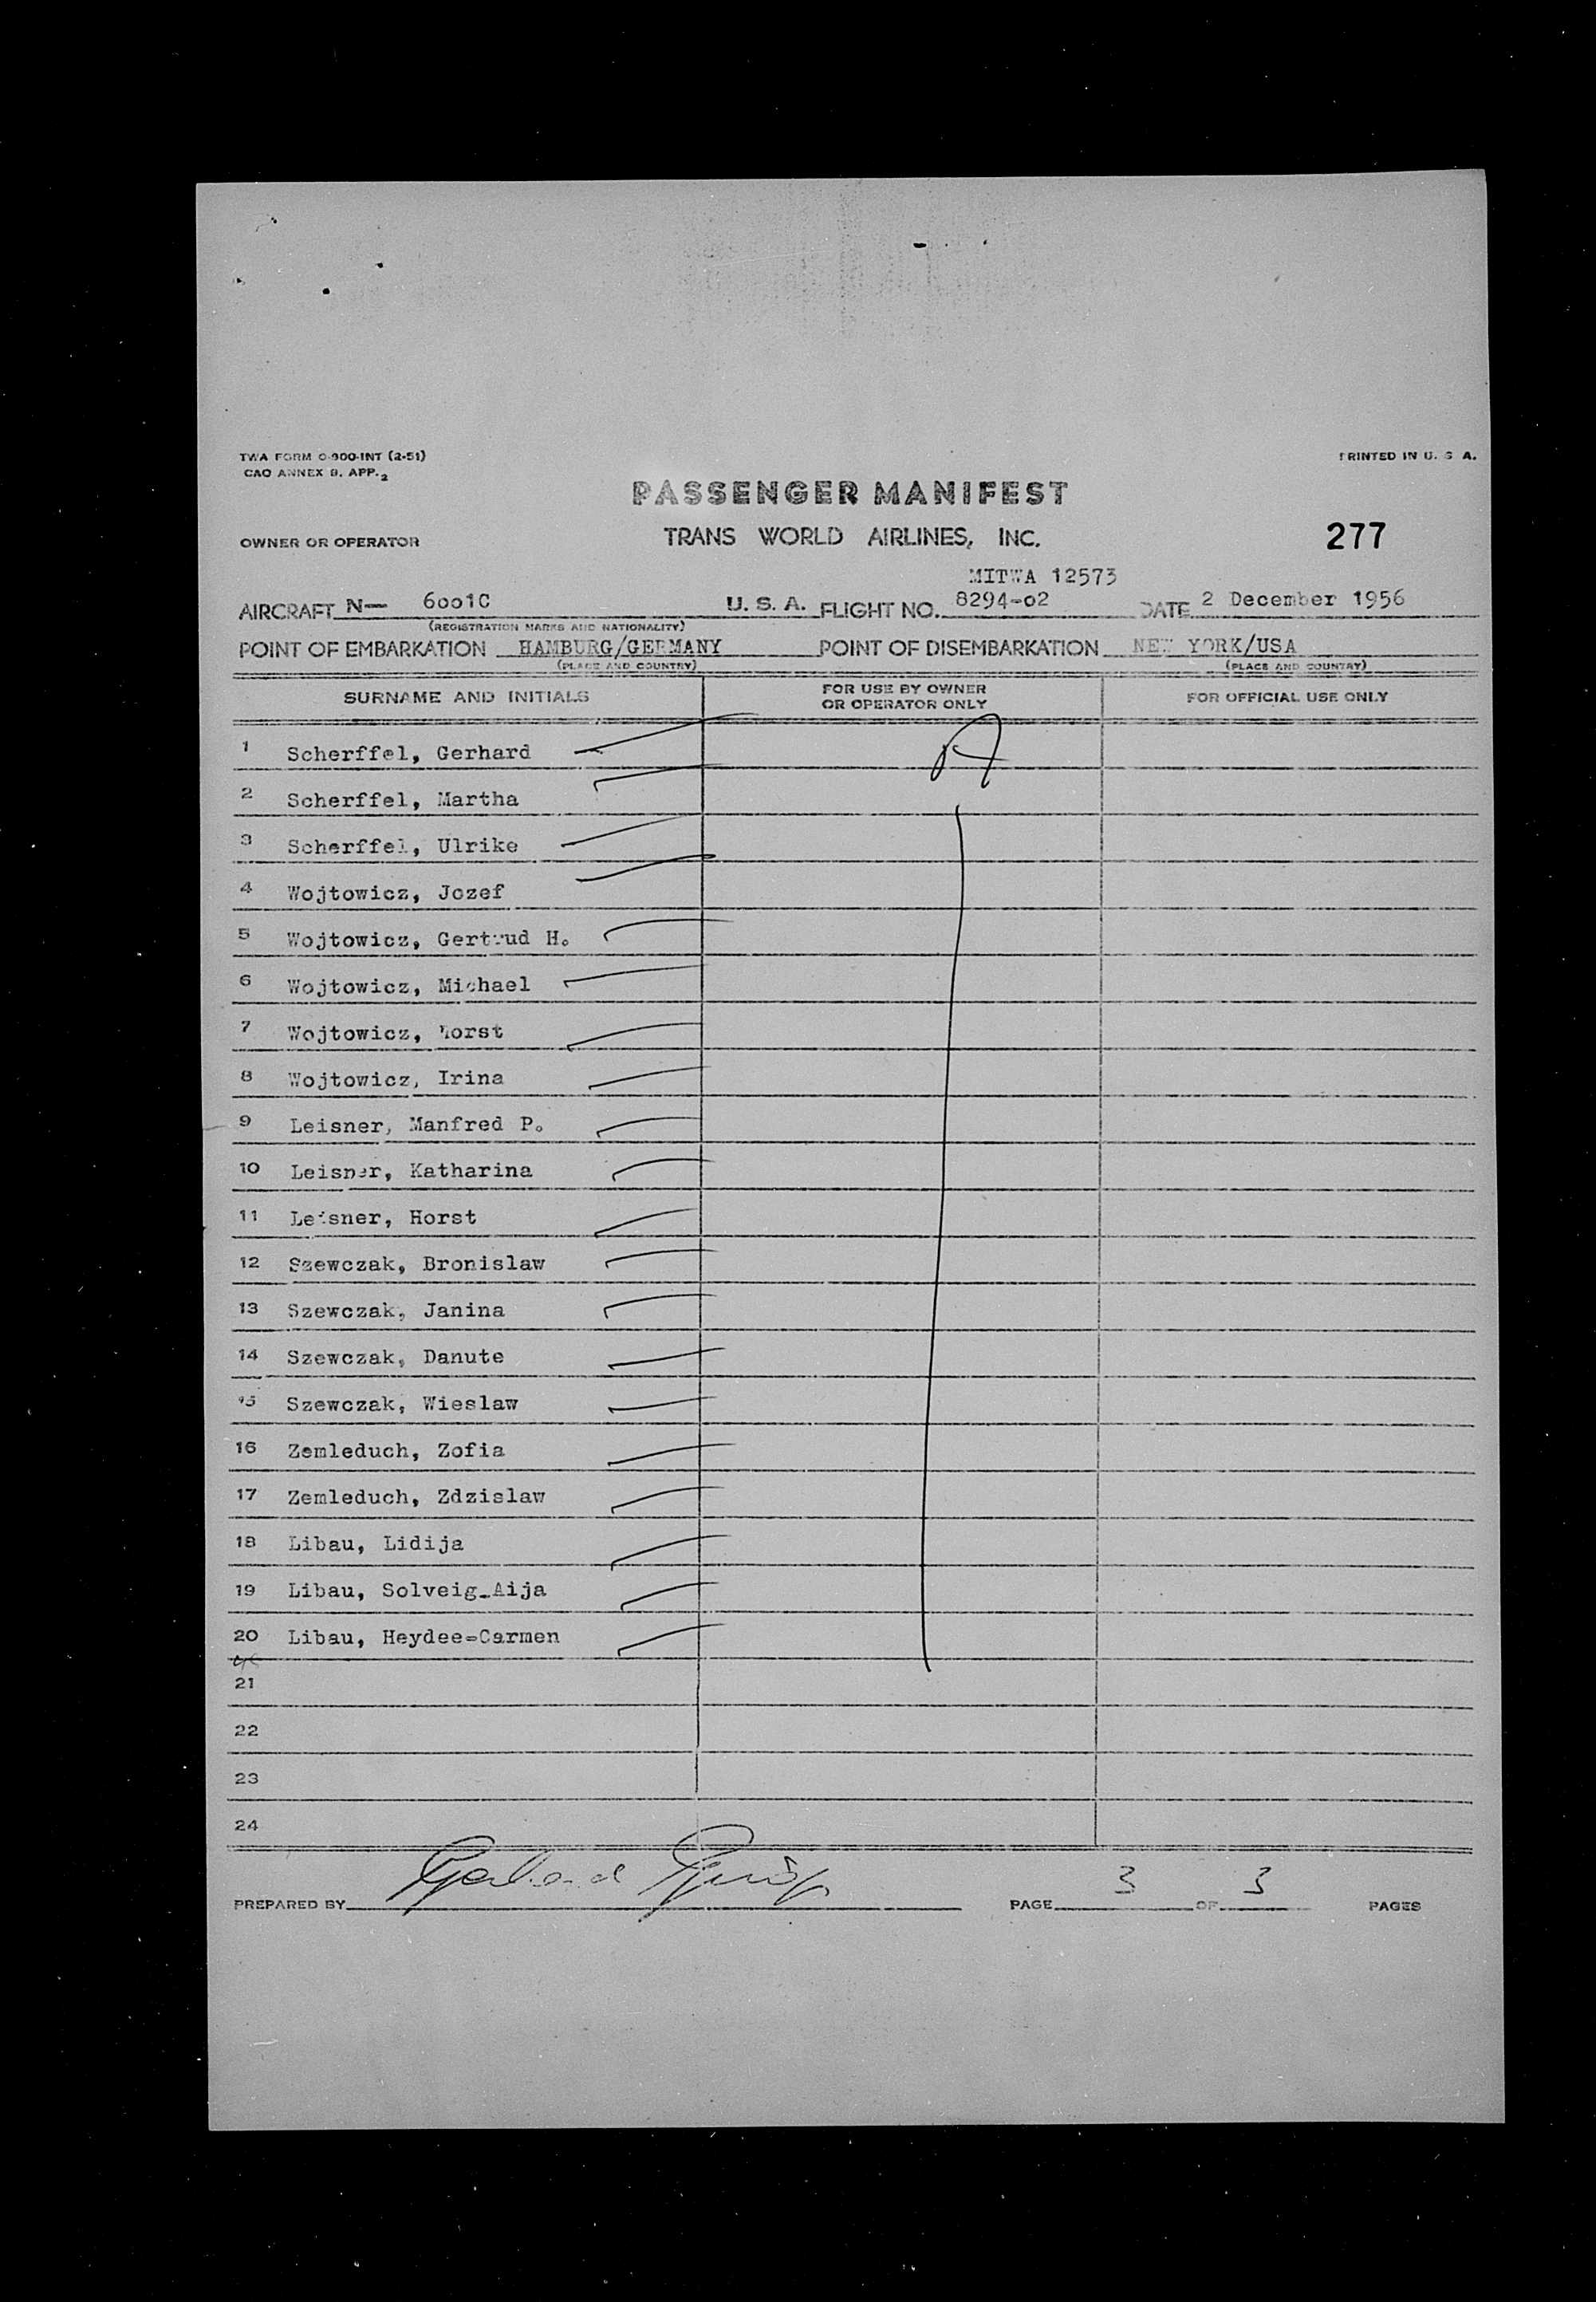 TWA FORM O-900-INT (2-51)
CAO ANNEX 9. APP. 2
PRINTED IN U. S. A.
PASSENGER MANIFEST
OWNER OR OPERATOR
TRANS WORLD AIRLINES, INC.
277
MITWA 12573
AIRCRAFT N— 6oo1C U. S. A. FLIGHT NO. 8294-o2 DATE 2 December 1956
(REGISTRATION MARKS AND NATIONALITY)
POINT OF EMBARKATION HAMBURG/GERMANY POINT OF DISEMBARKATION NEW YORK/USA
(PLACE AND COUNTRY) (PLACE AND COUNTRY)
SURNAME AND INITIALS FOR USE BY OWNER OR OPERATOR ONLY FOR OFFICIAL USE ONLY
1 Scherffel, Gerhard
2 Scherffel, Martha
3 Scherffel, Ulrike
4 Wojtowicz, Jozef
5 Wojtowicz, Gertrud H.
6 Wojtowicz, Michael
7 Wojtowicz, Horst
8 Wojtowicz, Irina
9 Leisner, Manfred P.
10 Leisner, Katharina
11 Leisner, Horst
12 Szewczak, Bronislaw
13 Szewczak, Janina
14 Szewczak, Danute
15 Szewczak, Wieslaw
16 Zemleduch, Zofia
17 Zemleduch, Zdzislaw
18 Libau, Lidija
19 Libau, Solveig-Aija
20 Libau, Heydee=Carmen
21
22
23
24
PREPARED BY Gerhard PAGE 3 OF 3 PAGES